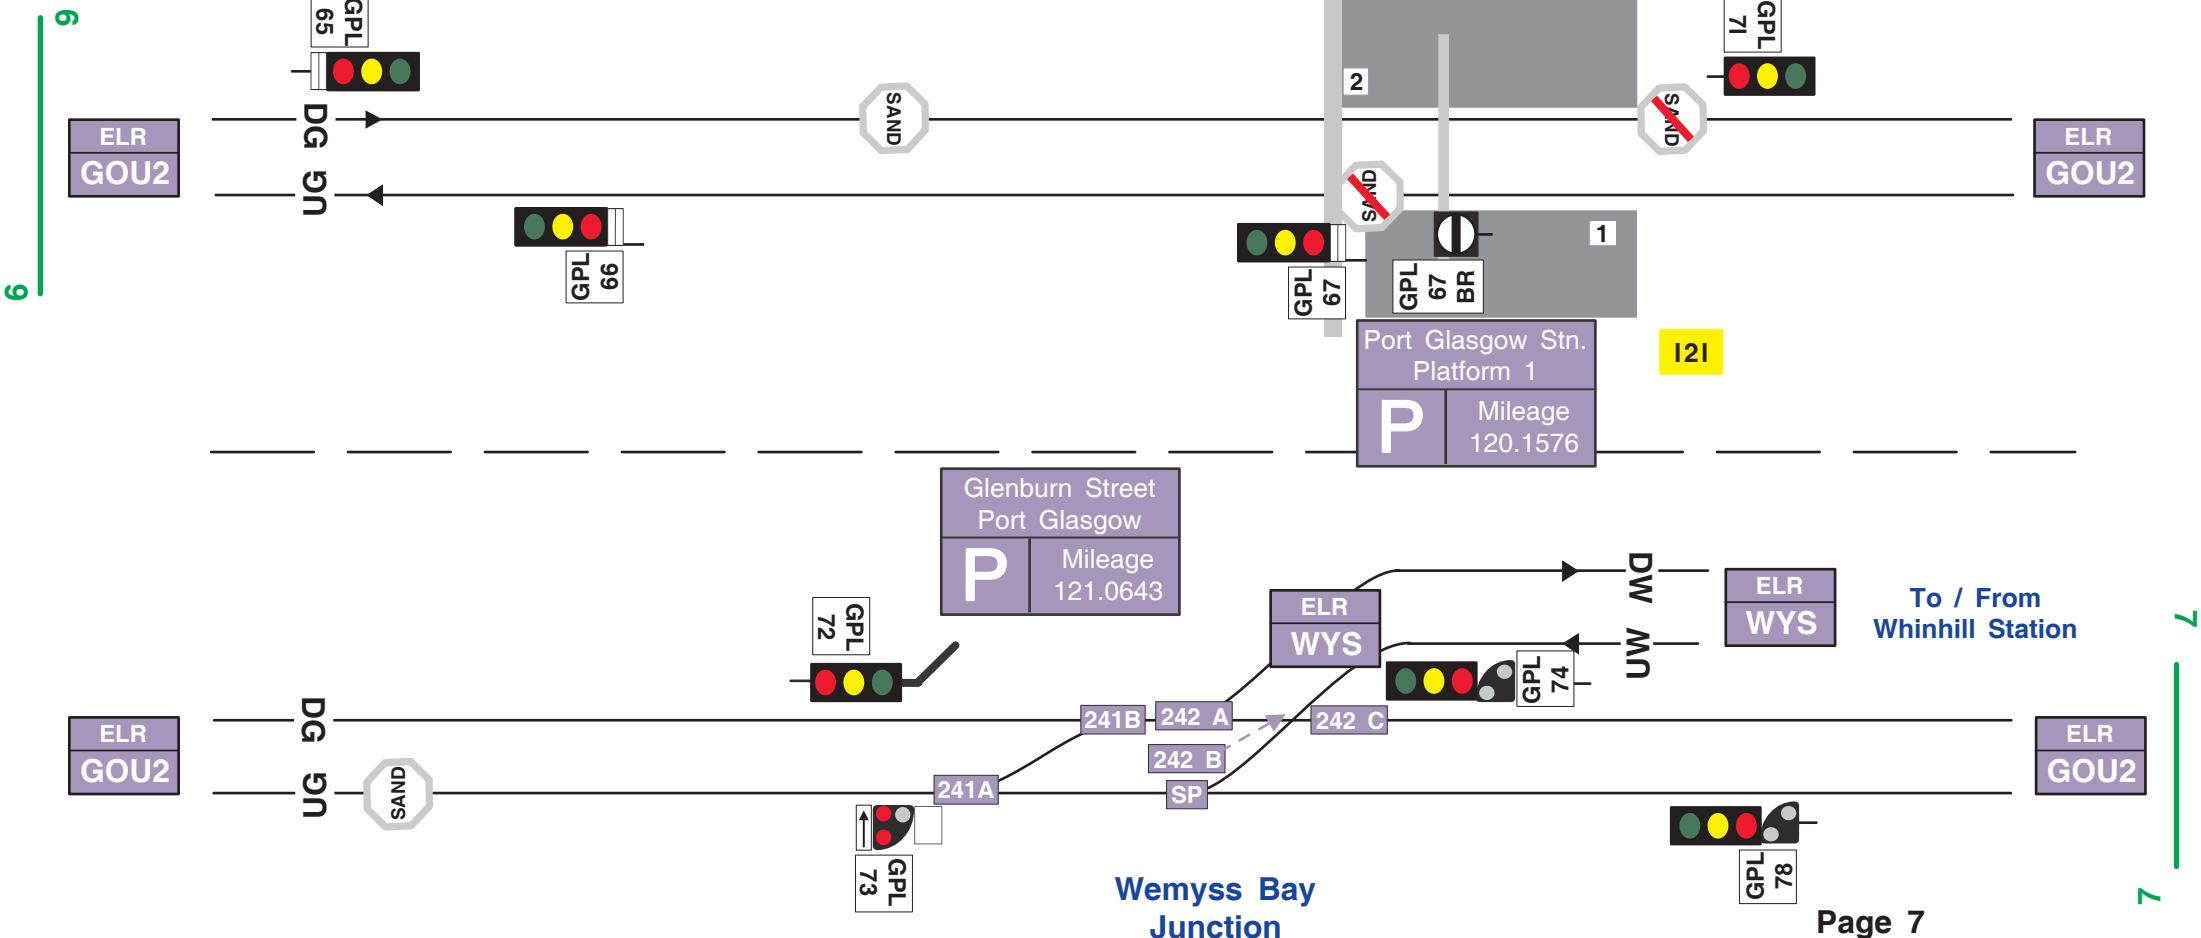 6
GPL
65
GPL
71
2
ELR
GOU2
DG
SAND
SAND
ELR
GOU2
UG
SAND
1
GPL
66
GPL
67
GPL
67
BR
6
Port Glasgow Stn.
Platform 1
P
Mileage
120.1576
121
Glenburn Street
Port Glasgow
P
Mileage
121.0643
DW
ELR
WYS
ELR
WYS
To / From
Whinhill Station
7
UW
GPL
72
GPL
74
DG
241B
242 A
242 C
ELR
GOU2
ELR
GOU2
242 B
UG
SAND
241A
SP
GPL
73
GPL
78
Wemyss Bay
Junction
7
Page 7